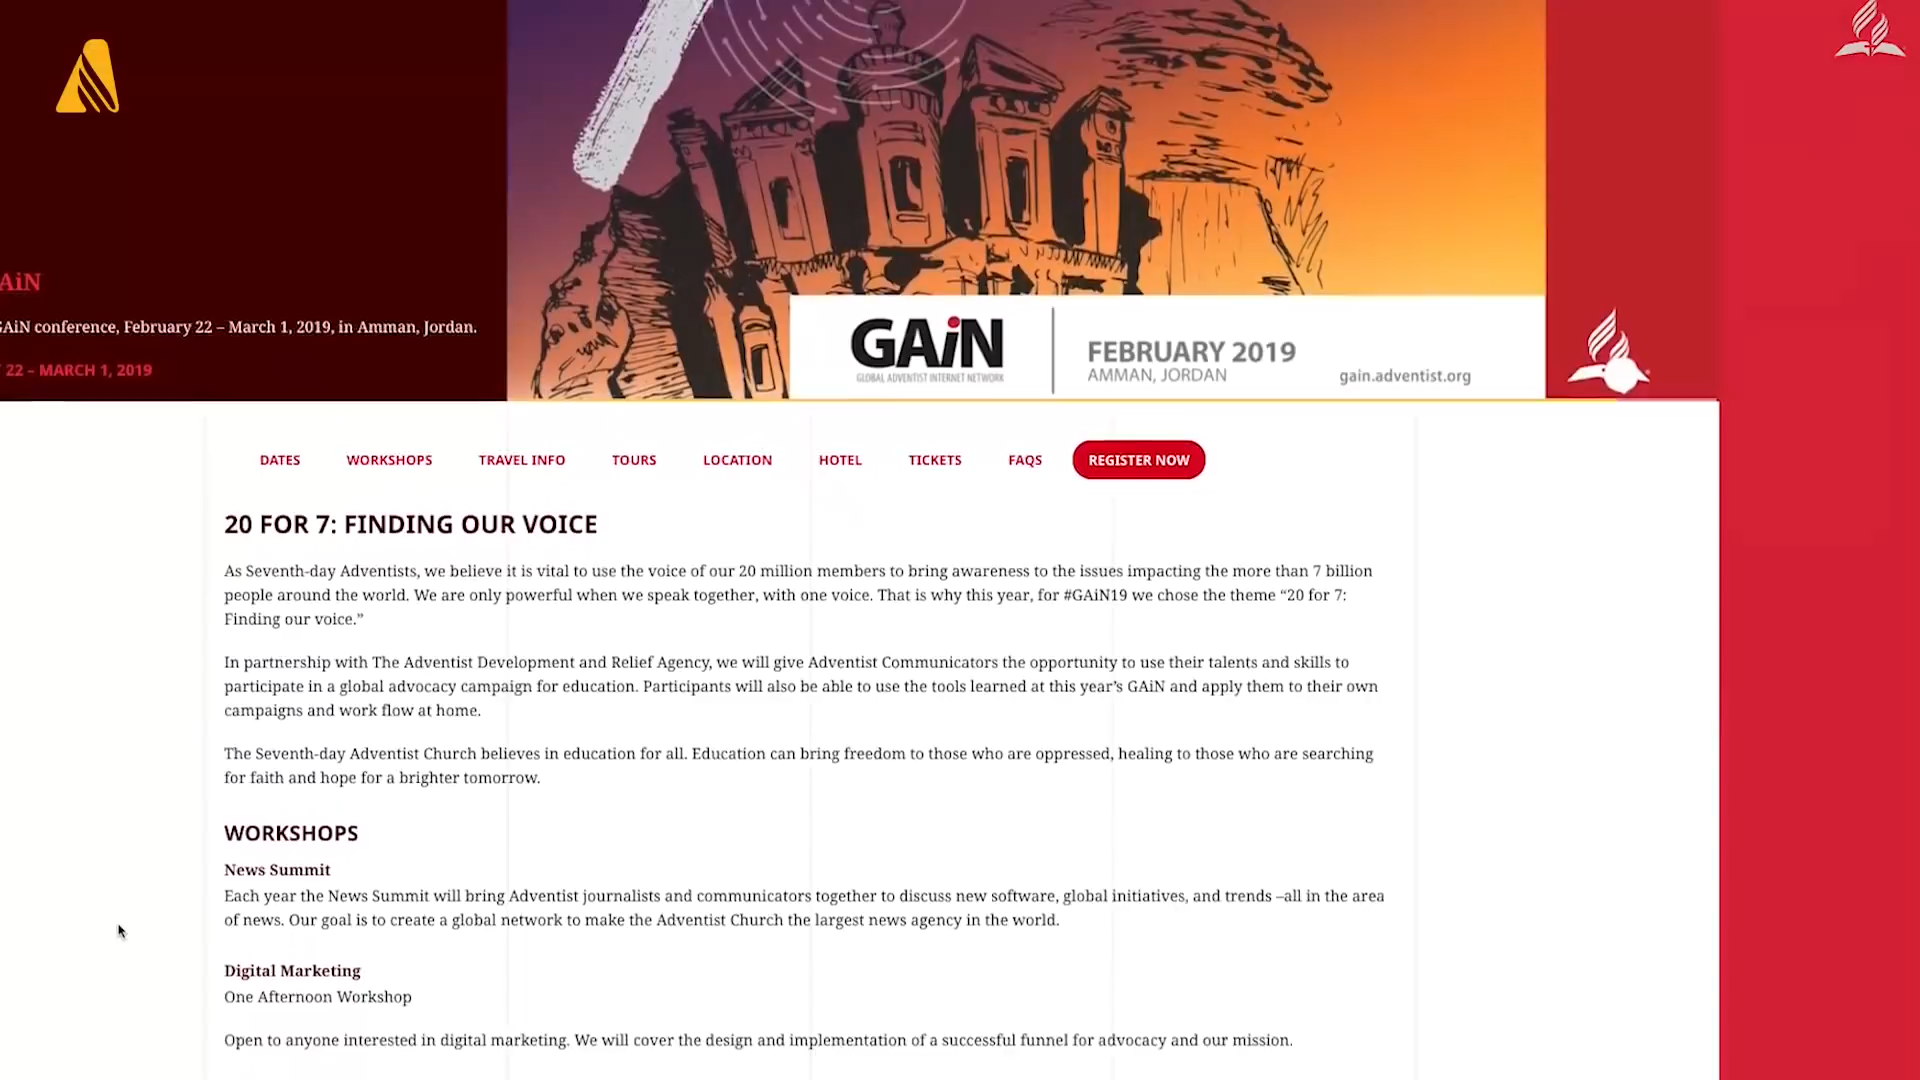 AiN
GAiN conference, February 22 – March 1, 2019, in Amman, Jordan.
22 – MARCH 1, 2019
GAiN
GLOBAL ADVENTIST INTERNET NETWORK
FEBRUARY 2019
AMMAN, JORDAN
gain.adventist.org
DATES WORKSHOPS TRAVEL INFO TOURS LOCATION HOTEL TICKETS FAQS REGISTER NOW
20 FOR 7: FINDING OUR VOICE
As Seventh-day Adventists, we believe it is vital to use the voice of our 20 million members to bring awareness to the issues impacting the more than 7 billion
people around the world. We are only powerful when we speak together, with one voice. That is why this year, for #GAiN19 we chose the theme “20 for 7:
Finding our voice.”
In partnership with The Adventist Development and Relief Agency, we will give Adventist Communicators the opportunity to use their talents and skills to
participate in a global advocacy campaign for education. Participants will also be able to use the tools learned at this year’s GAiN and apply them to their own
campaigns and work flow at home.
The Seventh-day Adventist Church believes in education for all. Education can bring freedom to those who are oppressed, healing to those who are searching
for faith and hope for a brighter tomorrow.
WORKSHOPS
News Summit
Each year the News Summit will bring Adventist journalists and communicators together to discuss new software, global initiatives, and trends –all in the area
of news. Our goal is to create a global network to make the Adventist Church the largest news agency in the world.
Digital Marketing
One Afternoon Workshop
Open to anyone interested in digital marketing. We will cover the design and implementation of a successful funnel for advocacy and our mission.